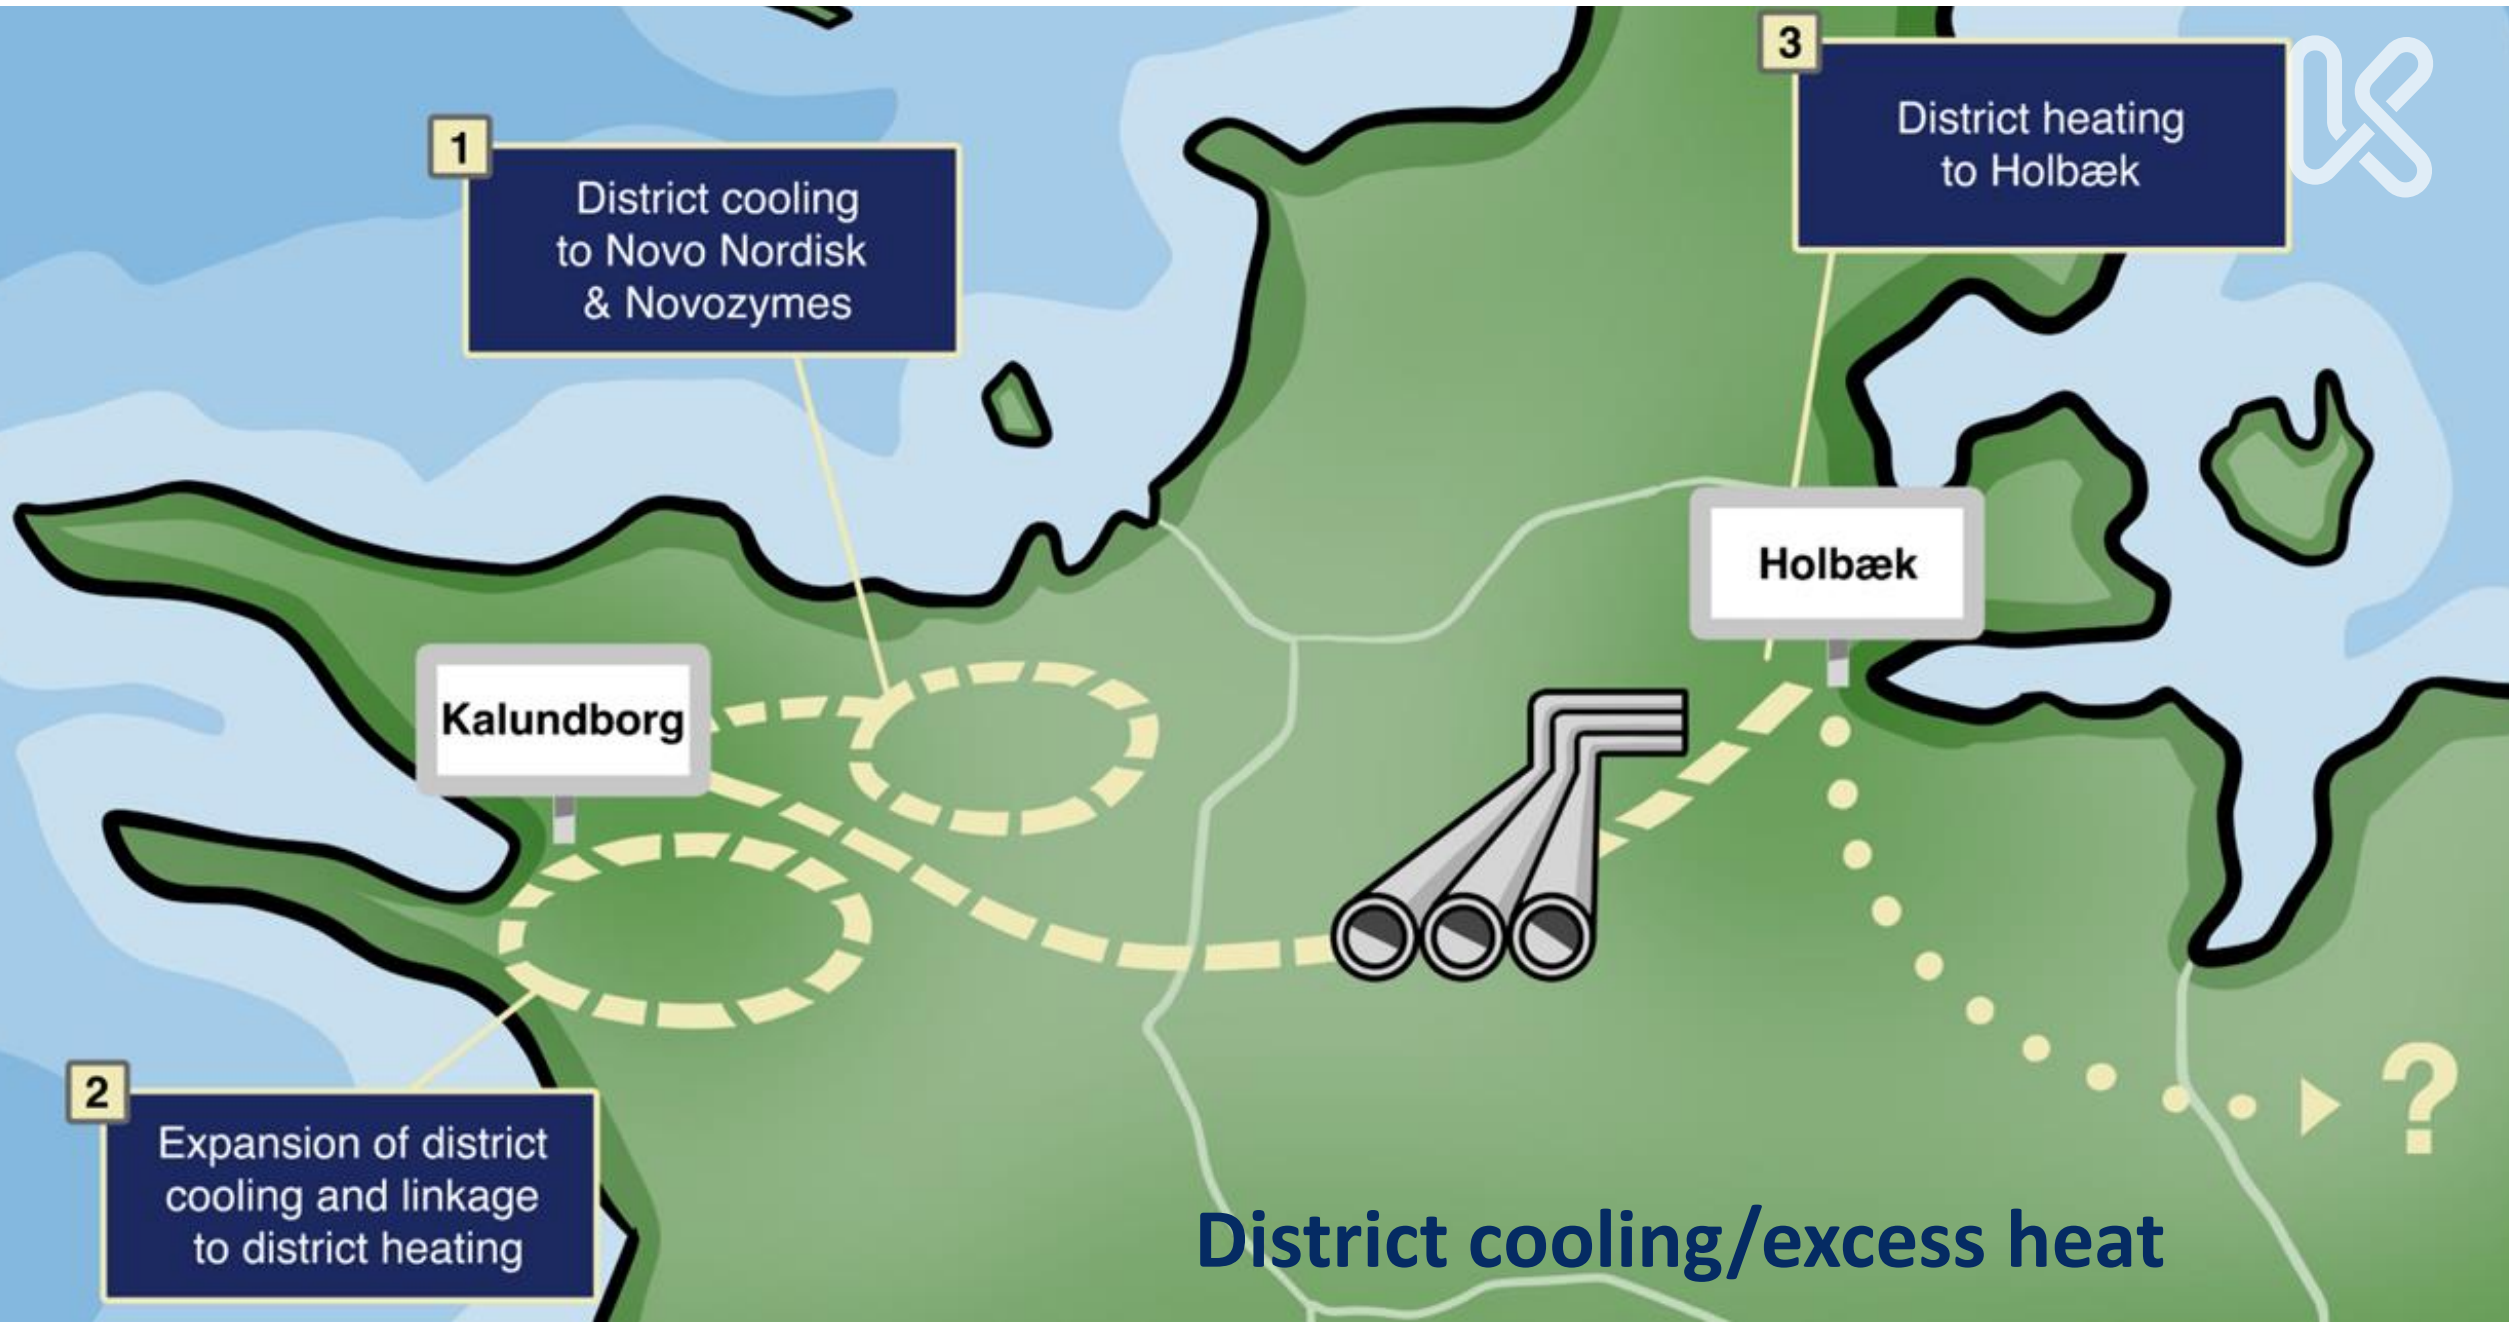 1
District cooling
to Novo Nordisk
& Novozymes
3
District heating
to Holbæk
Holbæk
Kalundborg
2
Expansion of district
cooling and linkage
to district heating
?
District cooling/excess heat